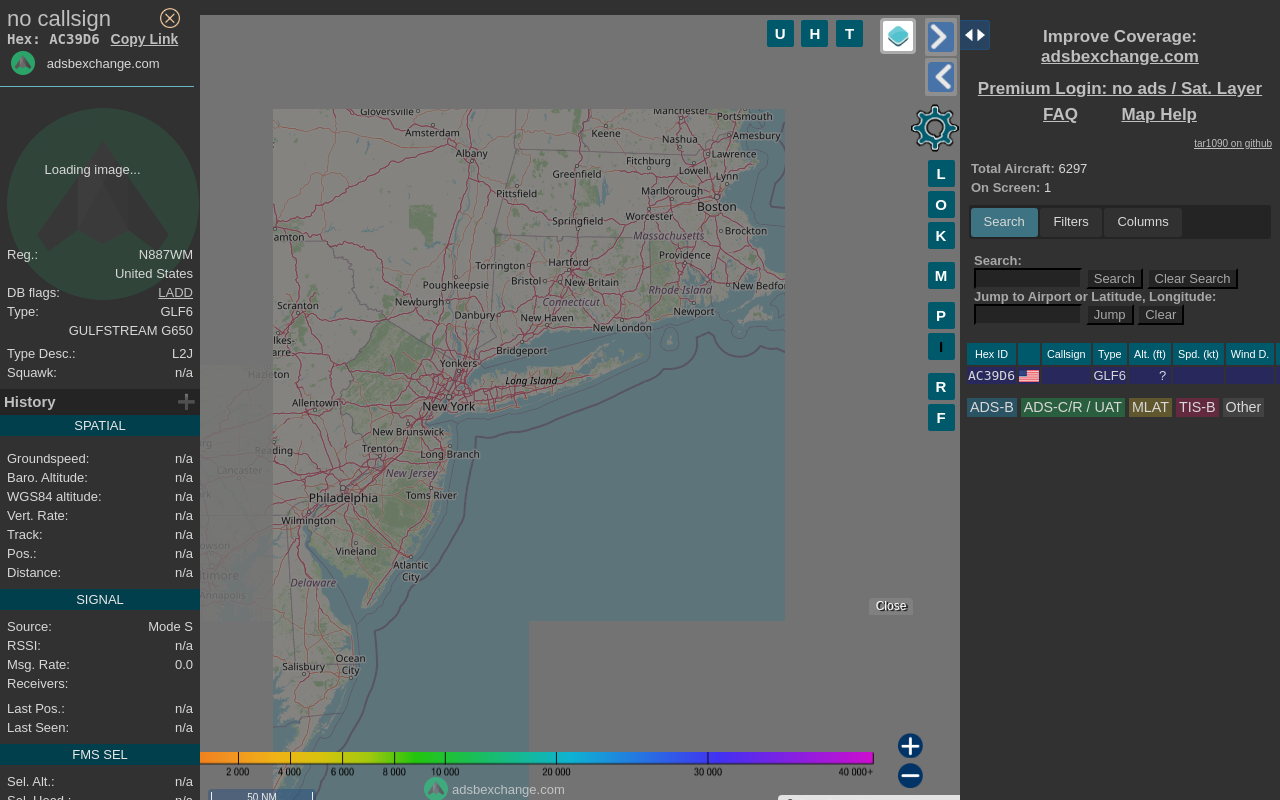 no callsign
Hex: AC39D6 Copy Link
adsbexchange.com
Loading image...
Reg.: N887WM
United States
DB flags: LADD
Type: GLF6
GULFSTREAM G650
Type Desc.: L2J
Squawk: n/a
History
SPATIAL
Groundspeed: n/a
Baro. Altitude: n/a
WGS84 altitude: n/a
Vert. Rate: n/a
Track: n/a
Pos.: n/a
Distance: n/a
SIGNAL
Source: Mode S
RSSI: n/a
Msg. Rate: 0.0
Receivers:
Last Pos.: n/a
Last Seen: n/a
FMS SEL
Sel. Alt.: n/a
U H T
L
O
K
M
P
I
R
F
Gloversville
Amsterdam
Albany
Keene
Manchester
Portsmouth
Nashua
Amesbury
Fitchburg
Lawrence
Lowell
Lynn
Greenfield
Pittsfield
Marlborough
Boston
Worcester
Springfield
Massachusetts
Brockton
Providence
Torrington
Hartford
Bristol
New Britain
Poughkeepsie
Rhode Island
Newburgh
Connecticut
Scranton
Danbury
New Haven
Newport
New London
Bridgeport
Yonkers
Long Island
Allentown
New York
New Brunswick
Trenton
Long Branch
Lancaster
New Jersey
Philadelphia
Toms River
Wilmington
Vineland
Atlantic
City
Delaware
Annapolis
Salisbury
Ocean
City
Close
2 000 4 000 6 000 8 000 10 000 20 000 30 000 40 000+
adsbexchange.com
50 NM
Improve Coverage:
adsbexchange.com
Premium Login: no ads / Sat. Layer
FAQ Map Help
tar1090 on github
Total Aircraft: 6297
On Screen: 1
Search Filters Columns
Search:
Search Clear Search
Jump to Airport or Latitude, Longitude:
Jump Clear
Hex ID Callsign Type Alt. (ft) Spd. (kt) Wind D.
AC39D6 GLF6 ?
ADS-B ADS-C/R / UAT MLAT TIS-B Other